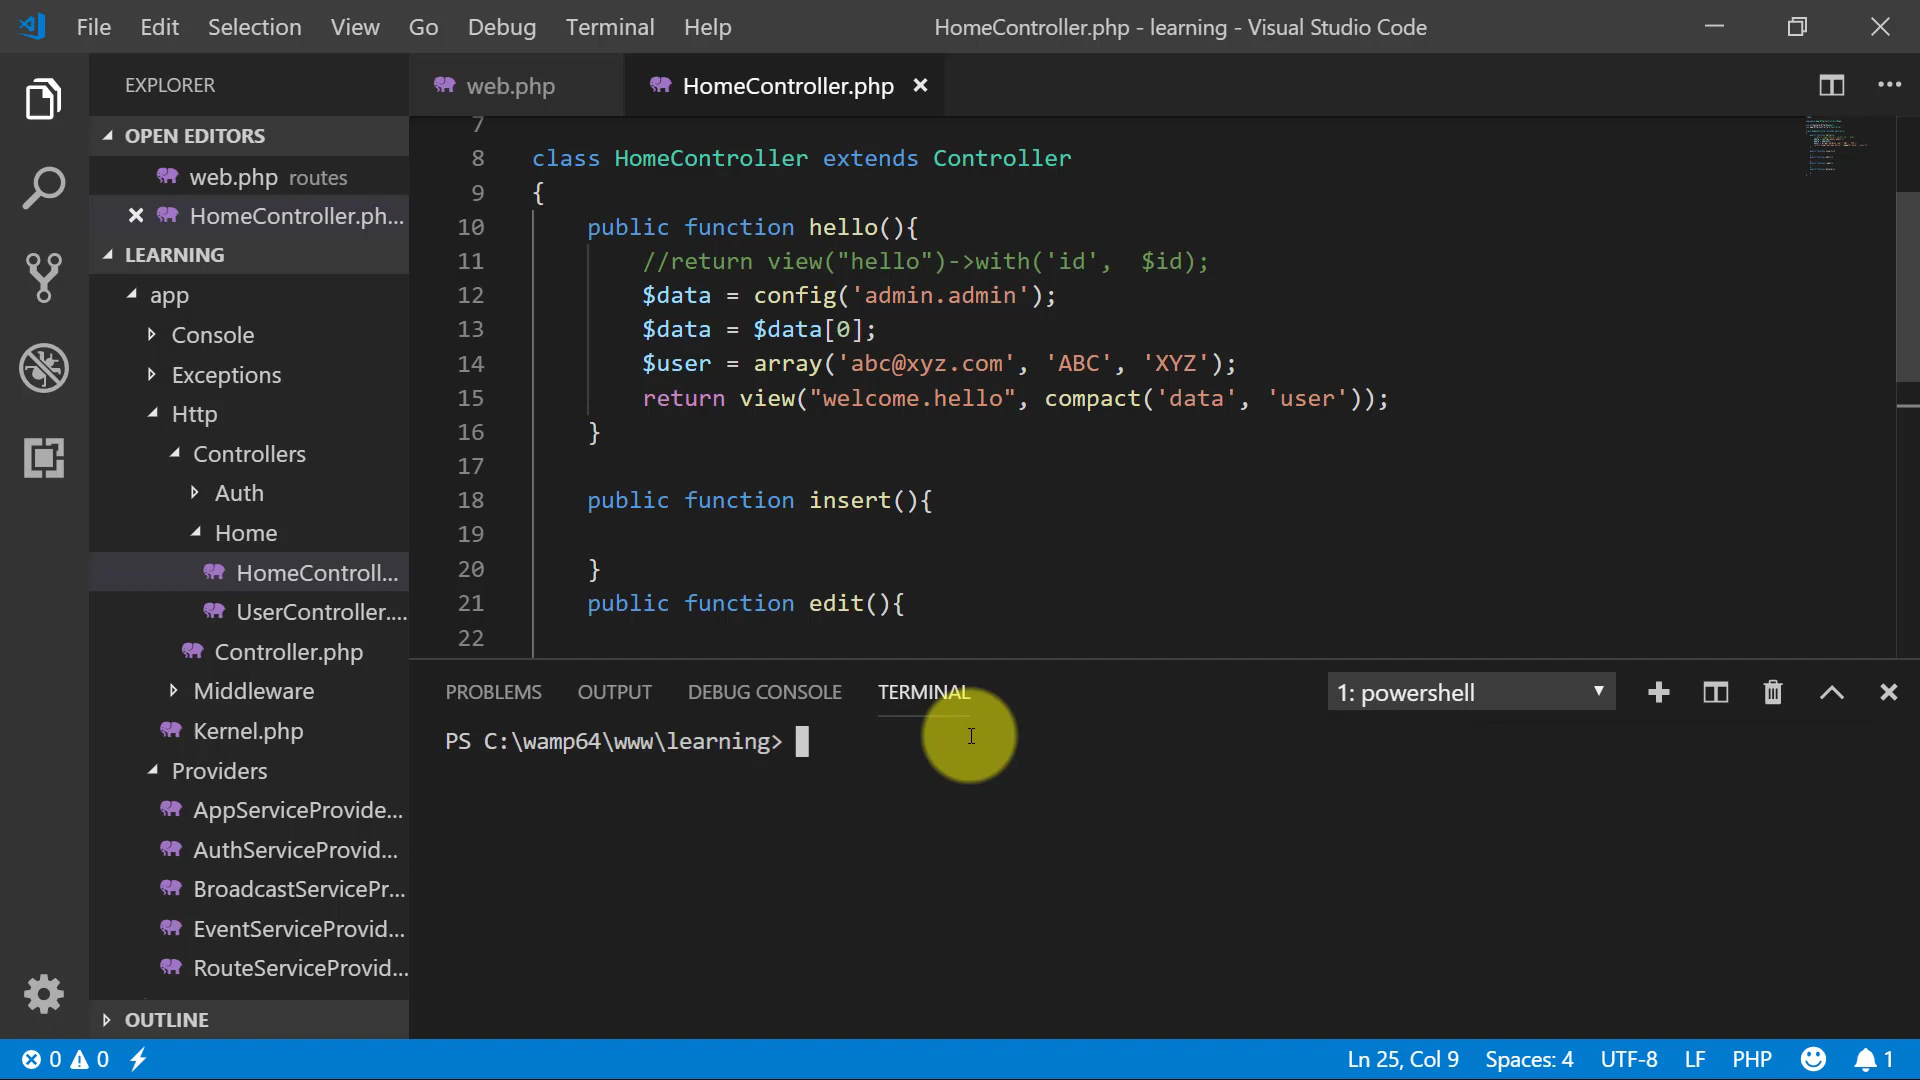 File Edit Selection View Go Debug Terminal Help
HomeController.php - learning - Visual Studio Code
EXPLORER
OPEN EDITORS
web.php routes
HomeController.ph...
LEARNING
app
Console
Exceptions
Http
Controllers
Auth
Home
HomeControll...
UserController....
Controller.php
Middleware
Kernel.php
Providers
AppServiceProvide...
AuthServiceProvid...
BroadcastServicePr...
EventServiceProvid...
RouteServiceProvid...
OUTLINE
web.php
HomeController.php
7
8 class HomeController extends Controller
9 {
10 public function hello(){
11 //return view("hello")->with('id',  $id);
12 $data = config('admin.admin');
13 $data = $data[0];
14 $user = array('abc@xyz.com', 'ABC', 'XYZ');
15 return view("welcome.hello", compact('data', 'user'));
16 }
17
18 public function insert(){
19
20 }
21 public function edit(){
22
PROBLEMS OUTPUT DEBUG CONSOLE TERMINAL
1: powershell
PS C:\wamp64\www\learning>
0 0
Ln 25, Col 9 Spaces: 4 UTF-8 LF PHP 1